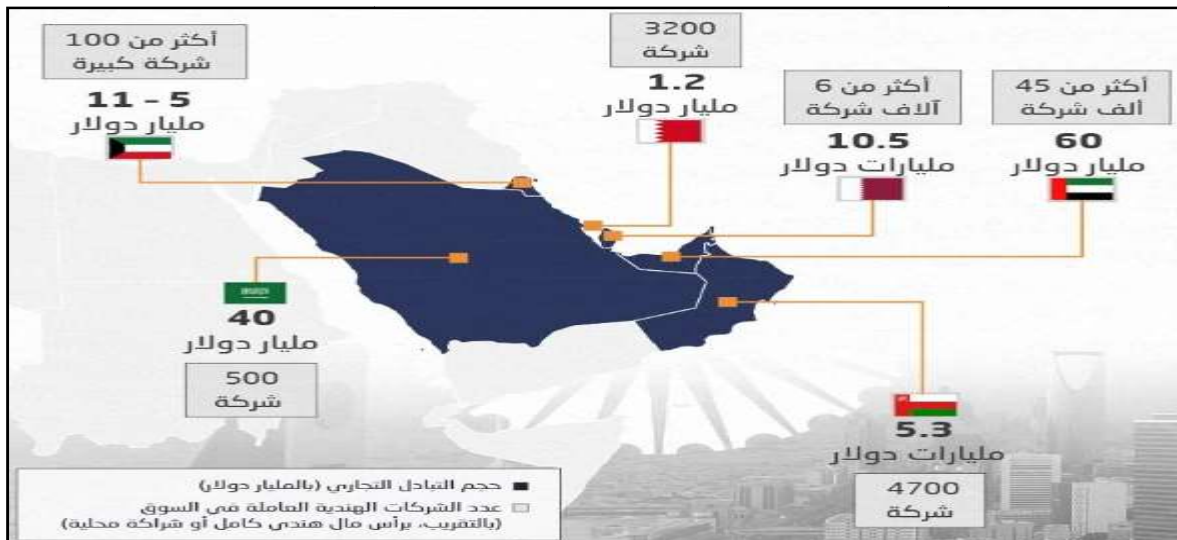 أكثر من 100
شركة كبيرة
11 - 5
مليار دولار
3200
شركة
1.2
مليار دولار
أكثر من 6
آلاف شركة
10.5
مليارات دولار
أكثر من 45
ألف شركة
60
مليار دولار
40
مليار دولار
500
شركة
5.3
مليارات دولار
4700
شركة
حجم التبادل التجاري (بالمليار دولار)
عدد الشركات الهندية العاملة في السوق
(بالتقريب، برأس مال هندي كامل أو شراكة محلية)